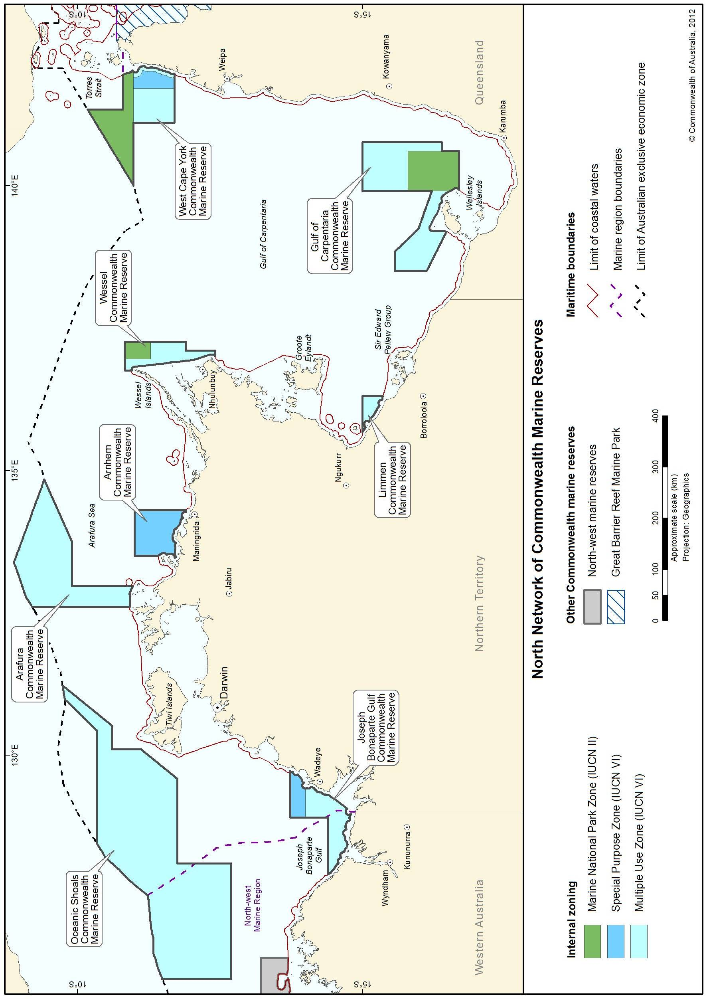 130°E
135°E
140°E
10°S
10°S
15°S
15°S
Oceanic Shoals
Commonwealth
Marine Reserve
Arafura
Commonwealth
Marine Reserve
Arnhem
Commonwealth
Marine Reserve
Wessel
Commonwealth
Marine Reserve
West Cape York
Commonwealth
Marine Reserve
Gulf of
Carpentaria
Commonwealth
Marine Reserve
Limmen
Commonwealth
Marine Reserve
Joseph
Bonaparte Gulf
Commonwealth
Marine Reserve
Arafura Sea
Torres
Strait
Wessel
Islands
Tiwi Islands
Gulf of Carpentaria
Groote
Eylandt
Sir Edward
Pellew Group
Wellesley
Islands
Joseph
Bonaparte
Gulf
North-west
Marine Region
Darwin
Jabiru
Maningrida
Nhulunbuy
Weipa
Wadeye
Ngukurr
Kowanyama
Wyndham
Kununurra
Borroloola
Karumba
Western Australia
Northern Territory
Queensland
North Network of Commonwealth Marine Reserves
Internal zoning
Marine National Park Zone (IUCN II)
Special Purpose Zone (IUCN VI)
Multiple Use Zone (IUCN VI)
Other Commonwealth marine reserves
North-west marine reserves
Great Barrier Reef Marine Park
0 50 100 200 300 400
Approximate scale (km)
Projection: Geographics
Maritime boundaries
Limit of coastal waters
Marine region boundaries
Limit of Australian exclusive economic zone
© Commonwealth of Australia, 2012